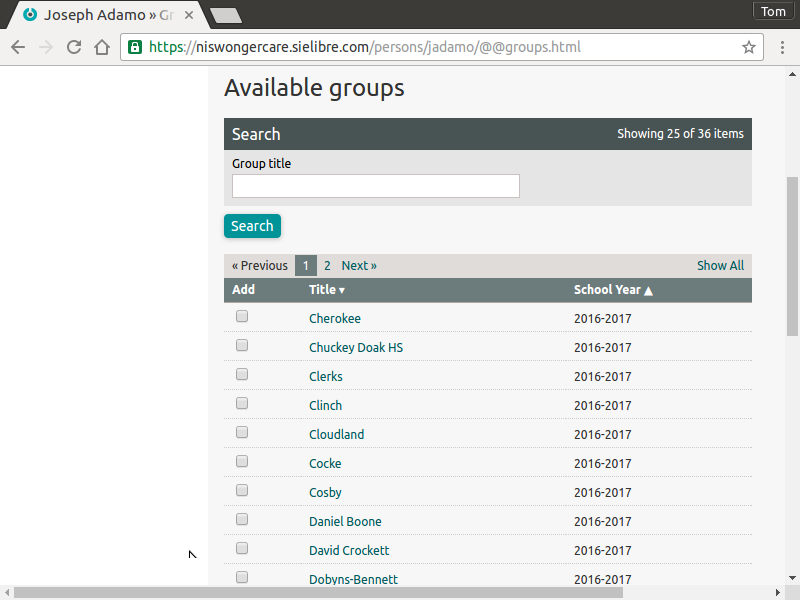 Joseph Adamo » Gr
Tom
https://niswongercare.sielibre.com/persons/jadamo/@@groups.html
Available groups
Search Showing 25 of 36 items
Group title
Search
« Previous 1 2 Next » Show All
Add Title ▾ School Year ▲
Cherokee 2016-2017
Chuckey Doak HS 2016-2017
Clerks 2016-2017
Clinch 2016-2017
Cloudland 2016-2017
Cocke 2016-2017
Cosby 2016-2017
Daniel Boone 2016-2017
David Crockett 2016-2017
Dobyns-Bennett 2016-2017